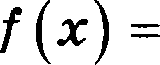 f(x) =